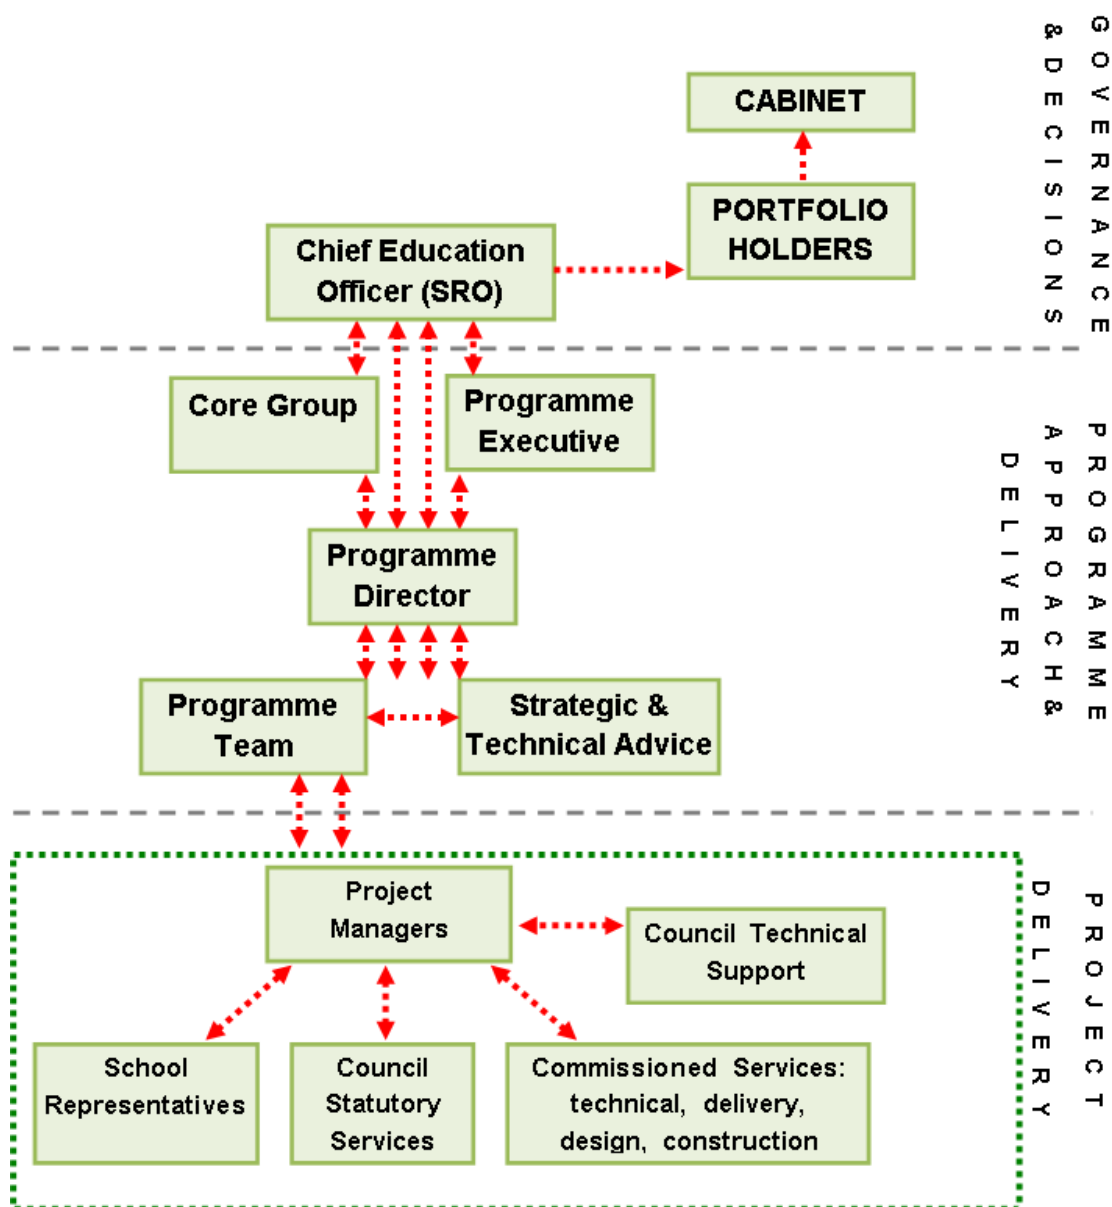 GOVERNANCE
&DECISIONS
CABINET
PORTFOLIO
HOLDERS
Chief Education
Officer (SRO)
PROGRAMME
APPROACH &
DELIVERY
Core Group
Programme
Executive
Programme
Director
Programme
Team
Strategic &
Technical Advice
PROJECT
DELIVERY
Project
Managers
Council Technical
Support
School
Representatives
Council
Statutory
Services
Commissioned Services:
technical, delivery,
design, construction